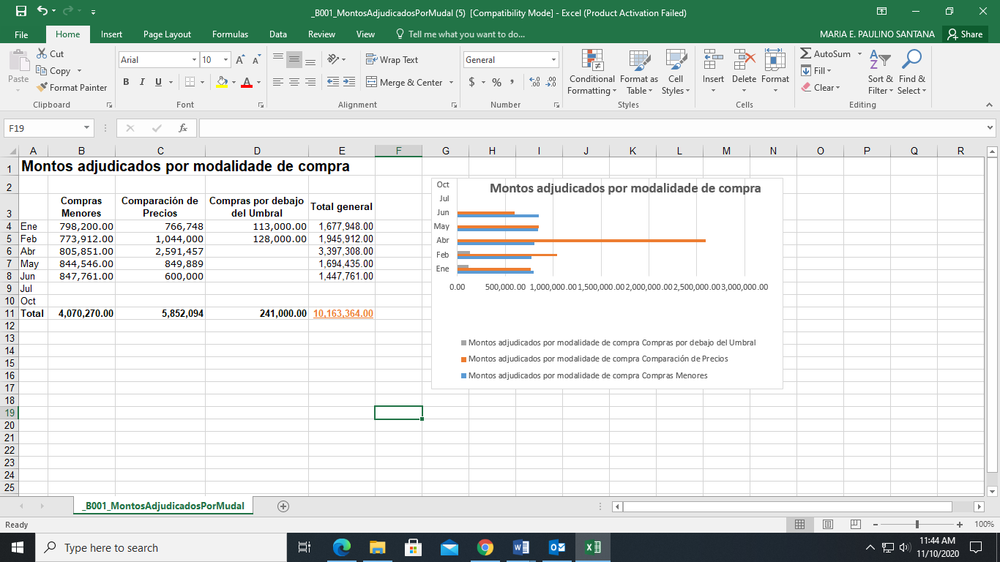 _B001_MontosAdjudicadosPorMudal (5)  [Compatibility Mode] - Excel (Product Activation Failed)
File Home Insert Page Layout Formulas Data Review View Tell me what you want to do... MARIA E. PAULINO SANTANA Share
Paste
Cut
Copy
Format Painter
Clipboard
Arial 10
B I U
Font
Wrap Text
Merge & Center
Alignment
General
$ % ,
Number
Conditional Formatting
Format as Table
Cell Styles
Styles
Insert Delete Format
Cells
AutoSum
Fill
Clear
Sort & Filter
Find & Select
Editing
F19 fx
A B C D E F G H I J K L M N O P Q R
1 Montos adjudicados por modalidade de compra
2
3 Compras Menores Comparación de Precios Compras por debajo del Umbral Total general
4 Ene 798,200.00 766,748 113,000.00 1,677,948.00
5 Feb 773,912.00 1,044,000 128,000.00 1,945,912.00
6 Abr 805,851.00 2,591,457 3,397,308.00
7 May 844,546.00 849,889 1,694,435.00
8 Jun 847,761.00 600,000 1,447,761.00
9 Jul
10 Oct
11 Total 4,070,270.00 5,852,094 241,000.00 10,163,364.00
12
13
14
15
16
17
18
19
20
21
22
23
24
25
Montos adjudicados por modalidade de compra
Oct
Jul
Jun
May
Abr
Feb
Ene
0.00 500,000.00 1,000,000.00 1,500,000.00 2,000,000.00 2,500,000.00 3,000,000.00
Montos adjudicados por modalidade de compra Compras por debajo del Umbral
Montos adjudicados por modalidade de compra Comparación de Precios
Montos adjudicados por modalidade de compra Compras Menores
_B001_MontosAdjudicadosPorMudal
Ready 100%
Type here to search
11:44 AM
11/10/2020